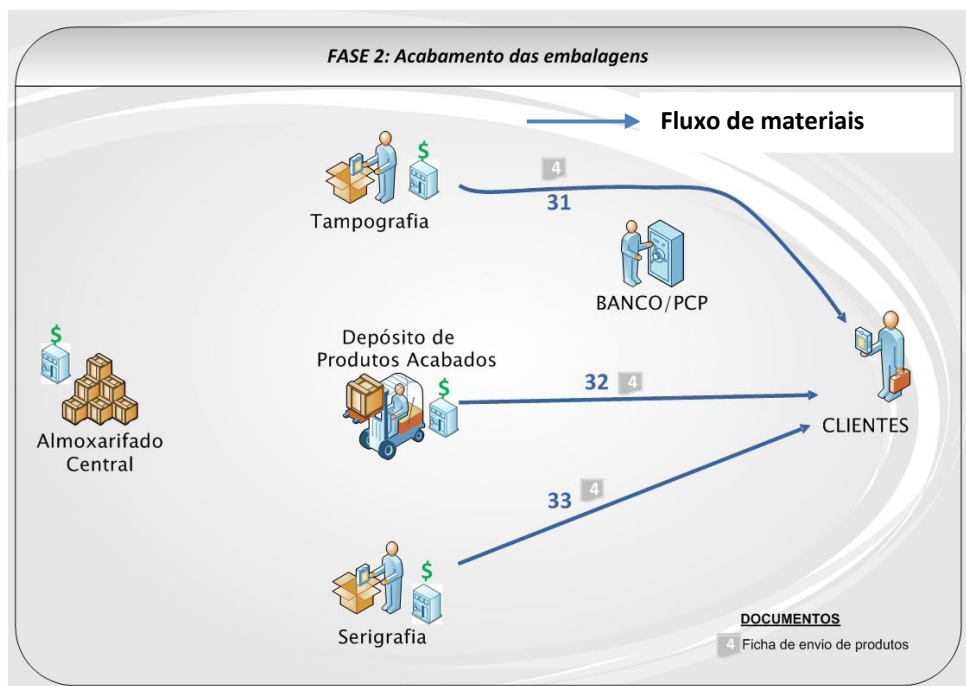 FASE 2: Acabamento das embalagens
Fluxo de materiais
$
4
31
Tampografia
BANCO/PCP
$
Depósito de
Produtos Acabados
$
32 4
CLIENTES
Almoxarifado
Central
33 4
$
Serigrafia
DOCUMENTOS
4 Ficha de envio de produtos